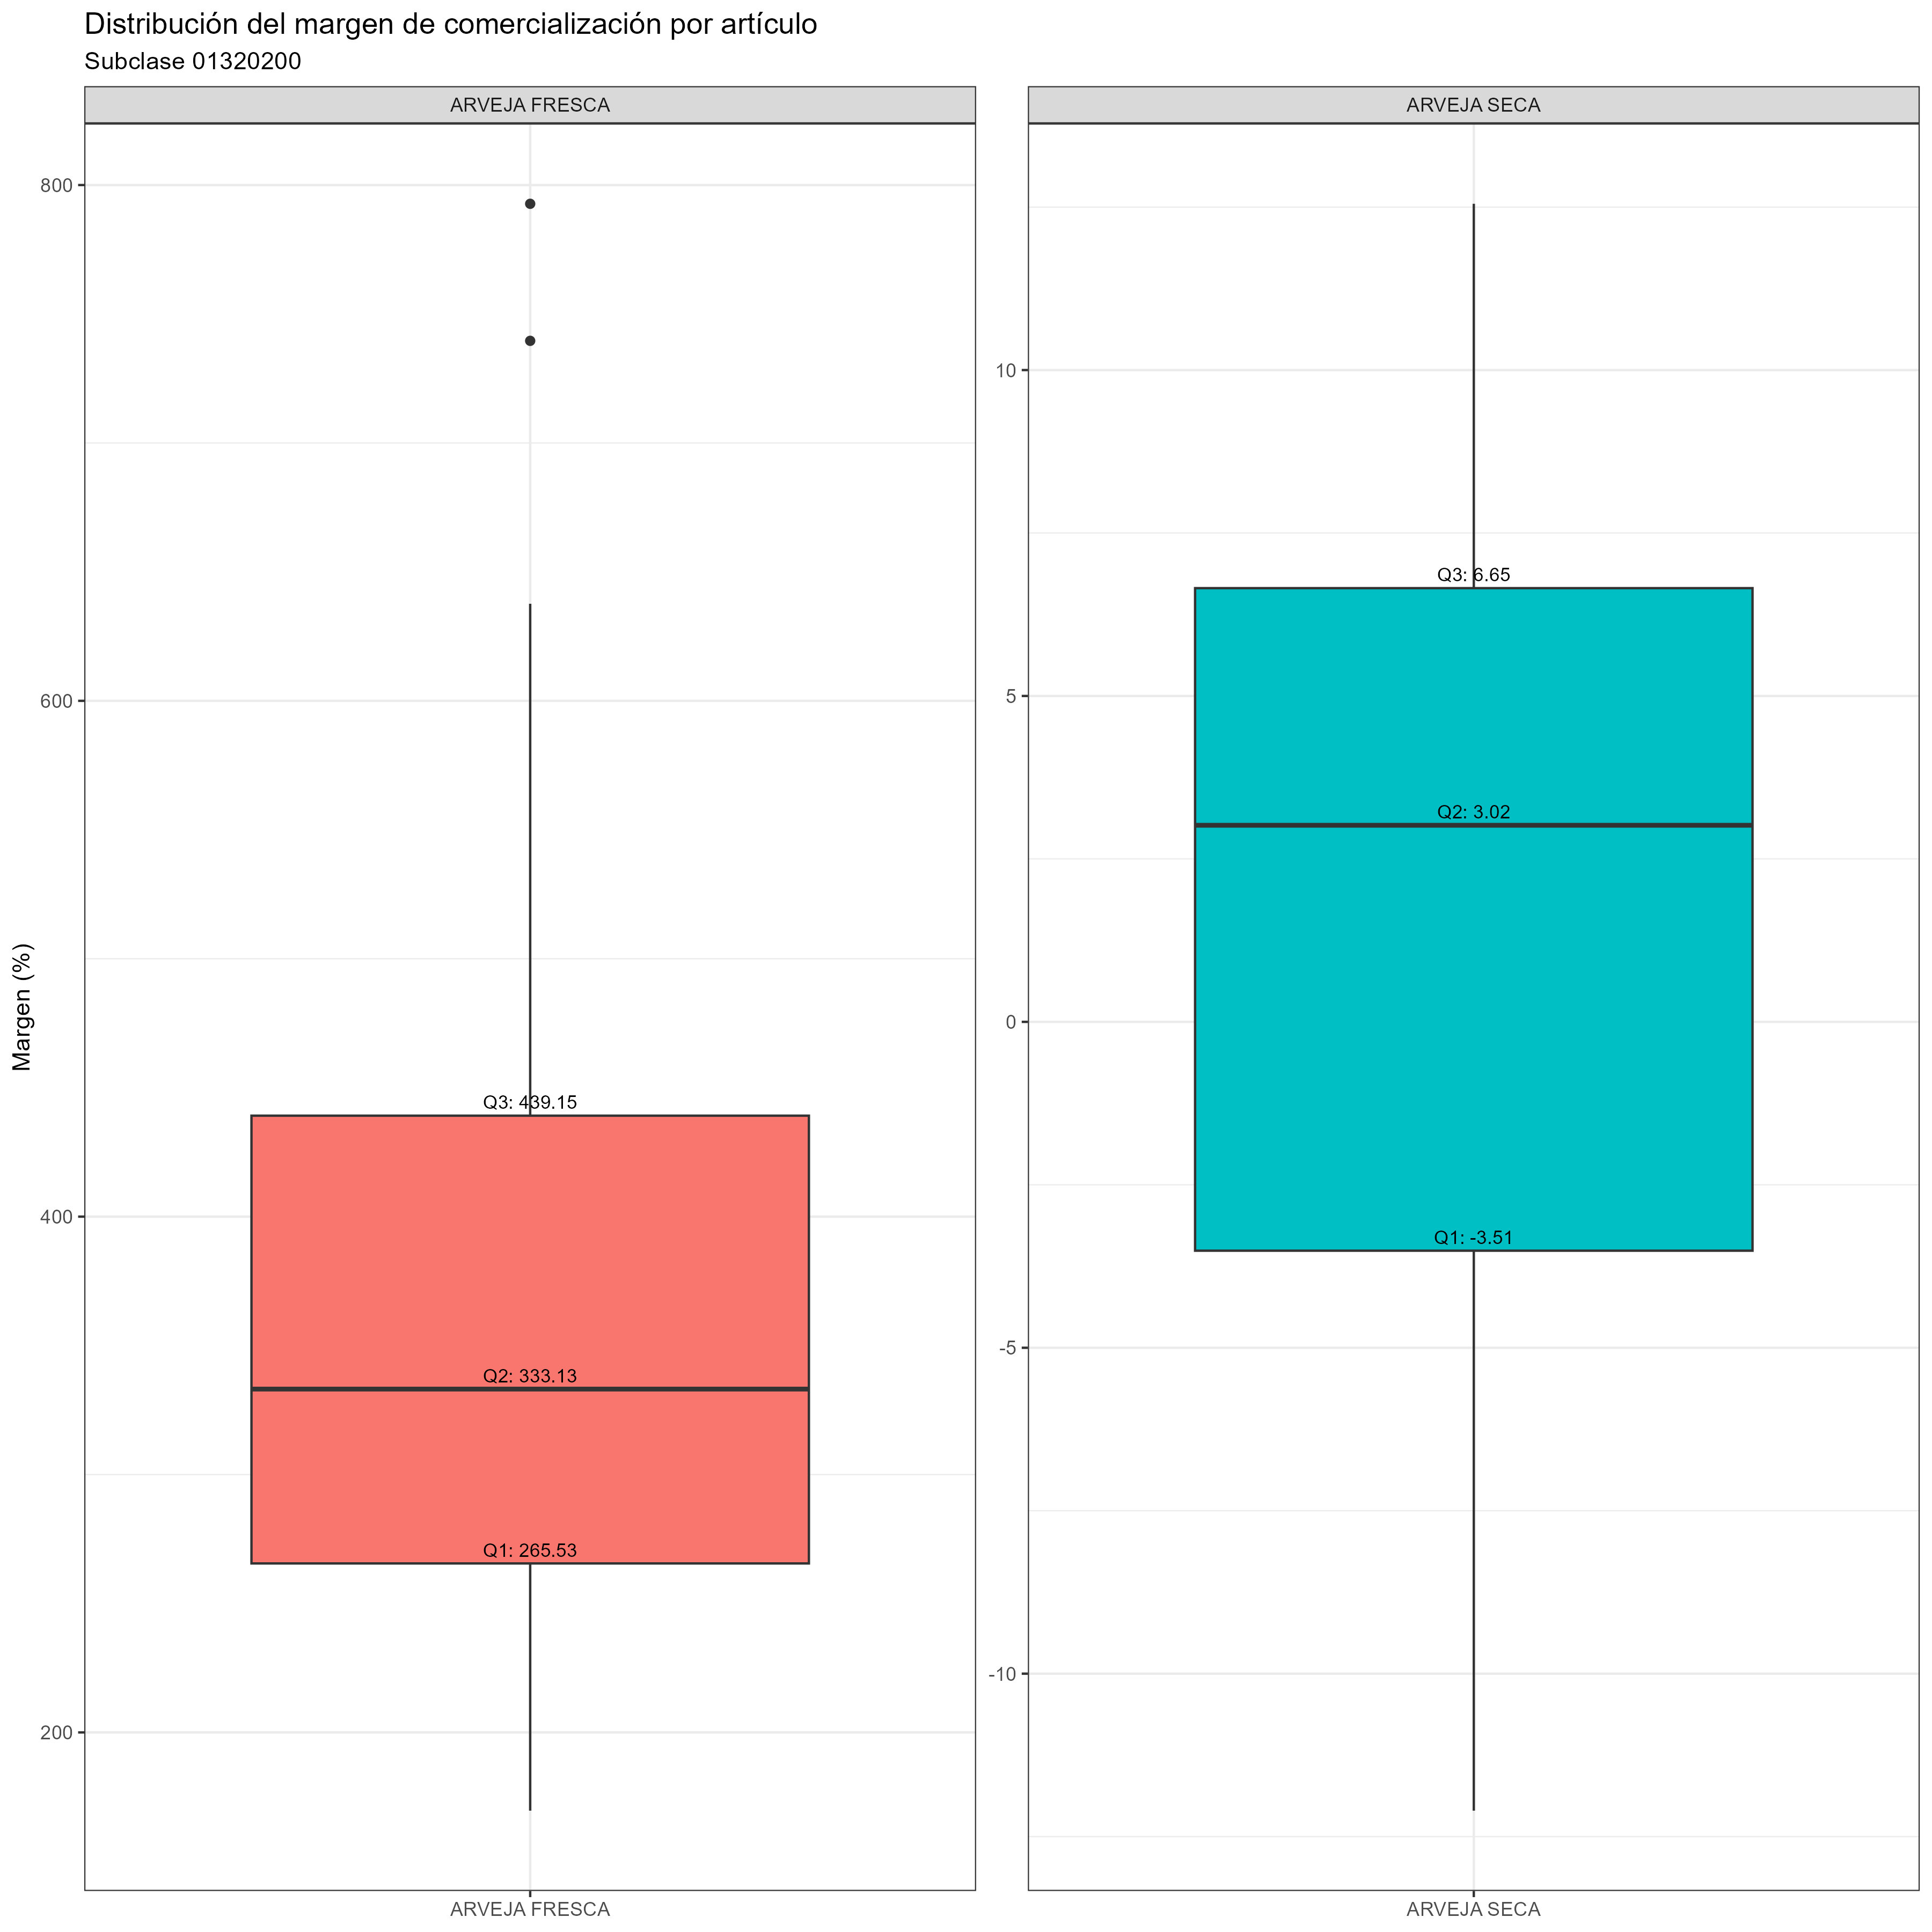 Distribución del margen de comercialización por artículo
Subclase 01320200
ARVEJA FRESCA
ARVEJA SECA
Margen (%)
800
600
400
200
Q3: 439.15
Q2: 333.13
Q1: 265.53
ARVEJA FRESCA
10
5
0
-5
-10
Q3: 6.65
Q2: 3.02
Q1: -3.51
ARVEJA SECA